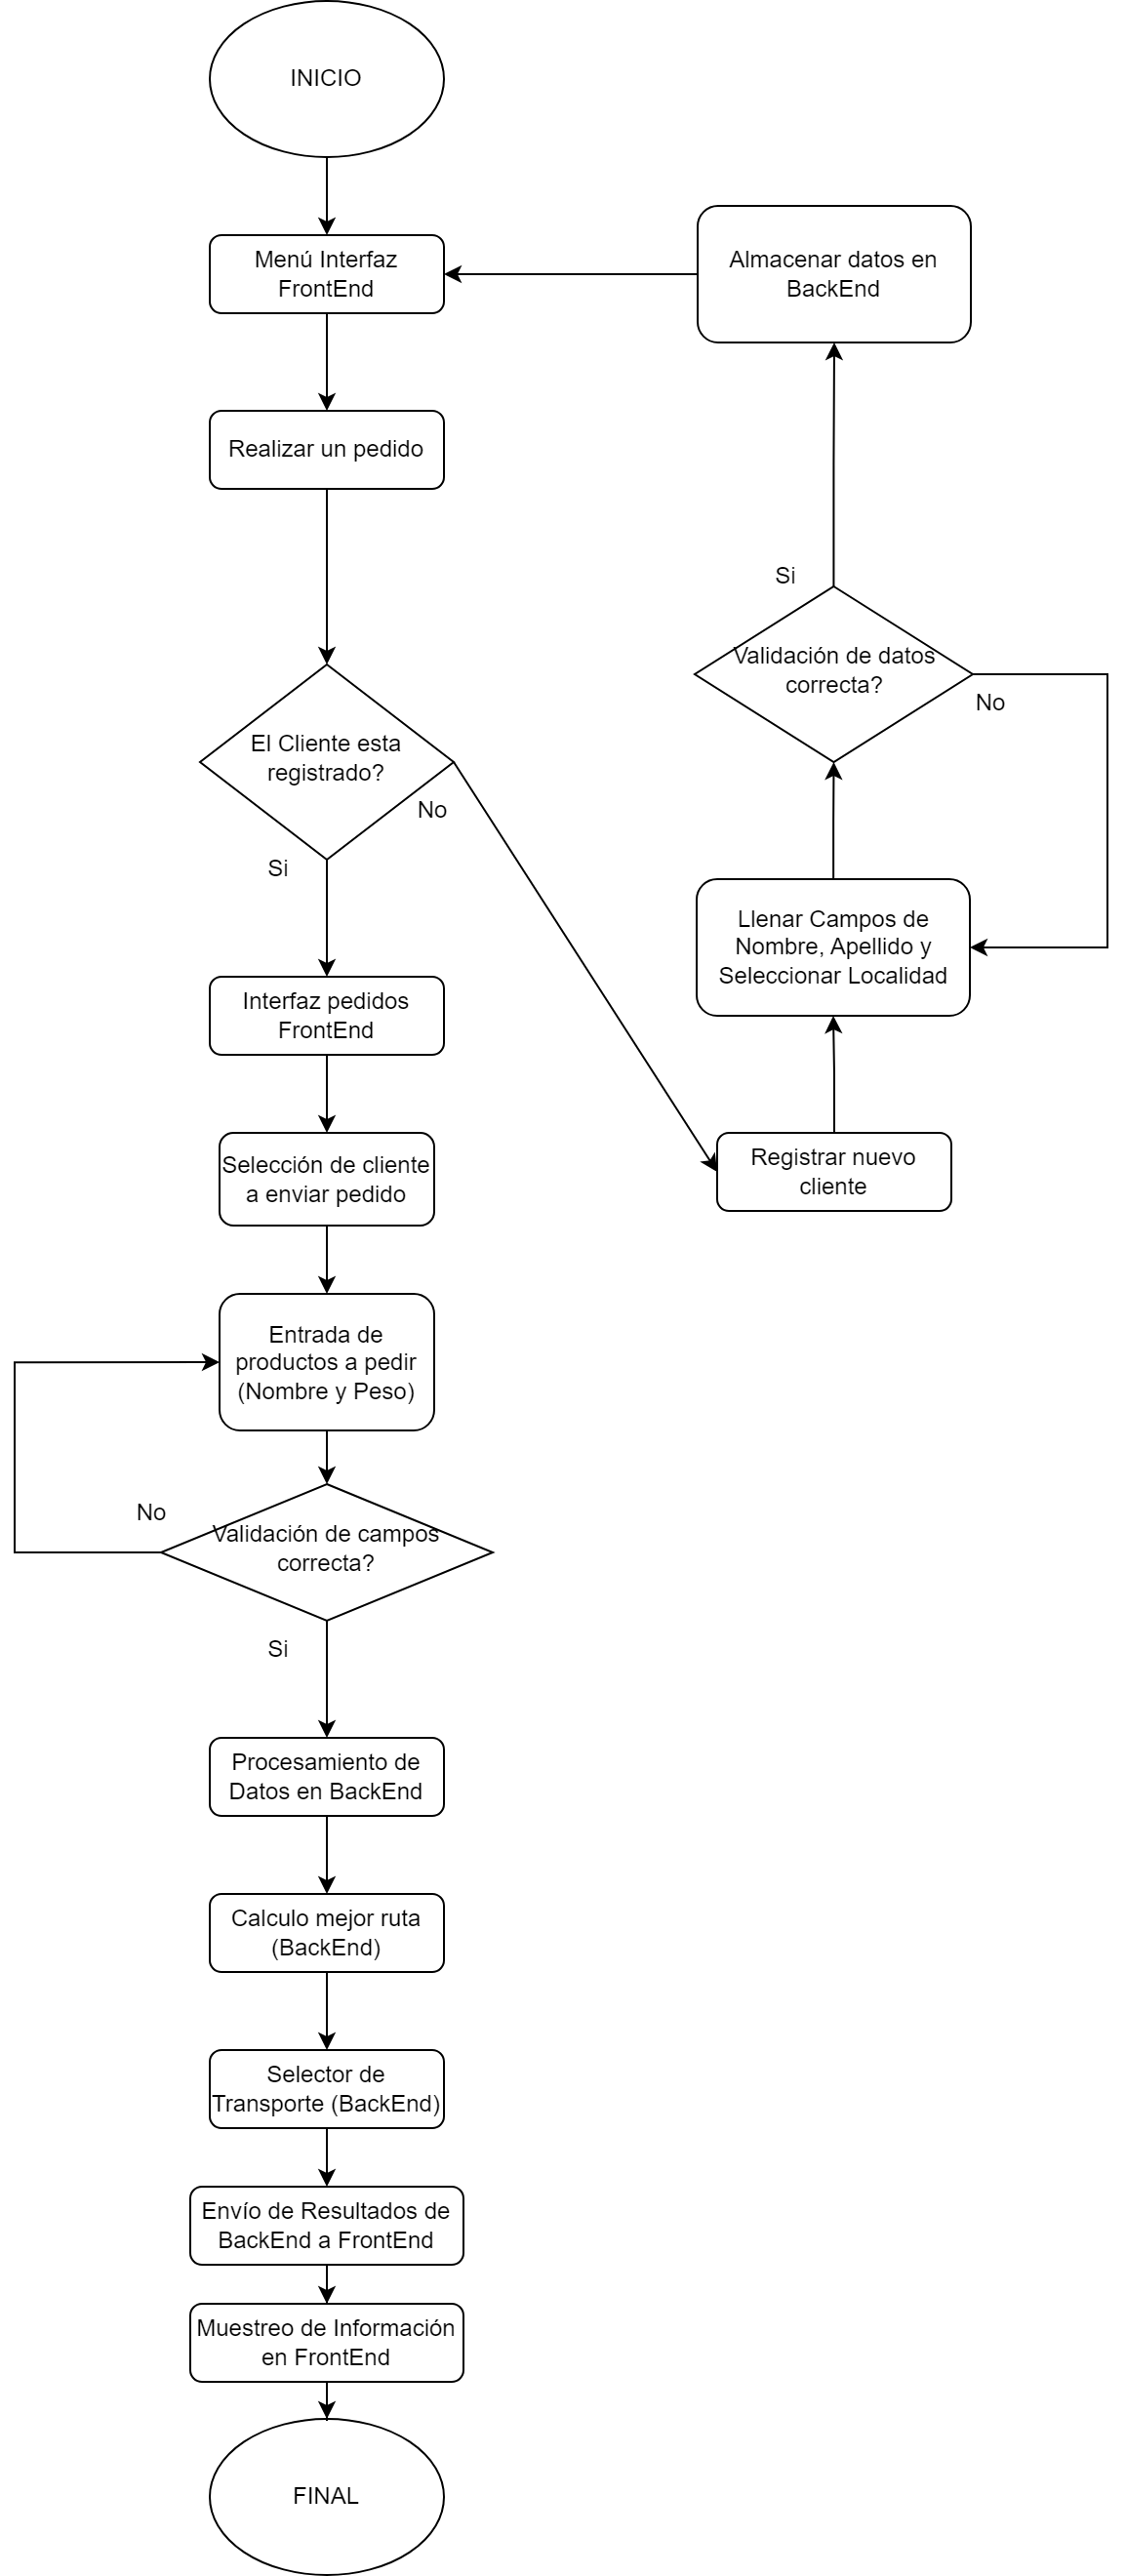 INICIO
Menú Interfaz
FrontEnd
Almacenar datos en
BackEnd
Realizar un pedido
Si
Validación de datos
correcta?
No
El Cliente esta
registrado?
No
Si
Llenar Campos de
Nombre, Apellido y
Seleccionar Localidad
Interfaz pedidos
FrontEnd
Registrar nuevo
cliente
Selección de cliente
a enviar pedido
Entrada de
productos a pedir
(Nombre y Peso)
No
Validación de campos
correcta?
Si
Procesamiento de
Datos en BackEnd
Calculo mejor ruta
(BackEnd)
Selector de
Transporte (BackEnd)
Envío de Resultados de
BackEnd a FrontEnd
Muestreo de Información
en FrontEnd
FINAL